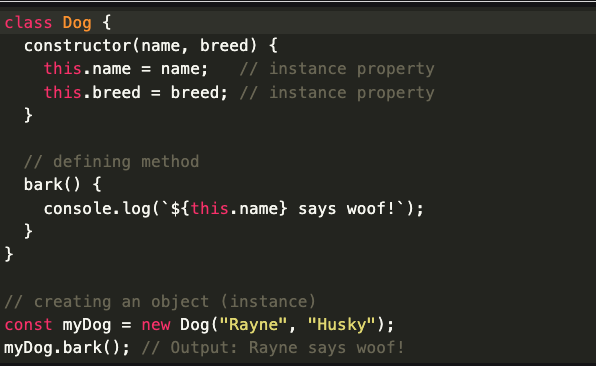 class Dog {
  constructor(name, breed) {
    this.name = name;   // instance property
    this.breed = breed; // instance property
  }

  // defining method
  bark() {
    console.log(`${this.name} says woof!`);
  }
}

// creating an object (instance)
const myDog = new Dog("Rayne", "Husky");
myDog.bark(); // Output: Rayne says woof!